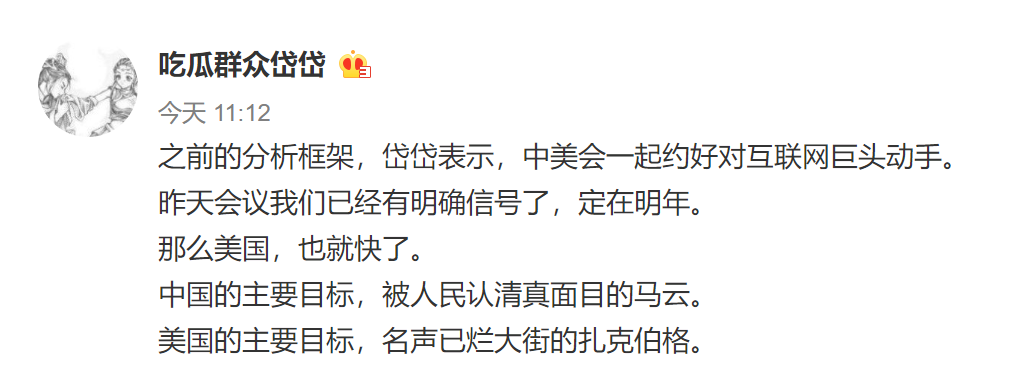 吃瓜群众岱岱
今天 11:12
之前的分析框架，岱岱表示，中美会一起约好对互联网巨头动手。
昨天会议我们已经有明确信号了，定在明年。
那么美国，也就快了。
中国的主要目标，被人民认清真面目的马云。
美国的主要目标，名声已烂大街的扎克伯格。